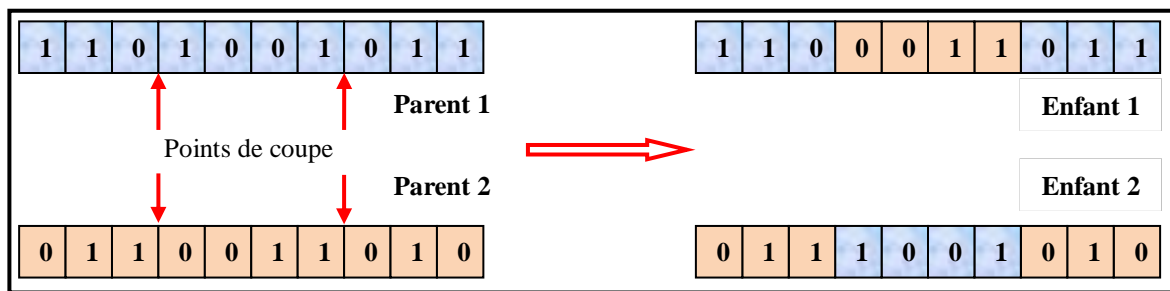 1 1 0 1 0 0 1 0 1 1
1 1 0 0 0 1 1 0 1 1
Parent 1
Enfant 1
Points de coupe
Parent 2
Enfant 2
0 1 1 0 0 1 1 0 1 0
0 1 1 1 0 0 1 0 1 0